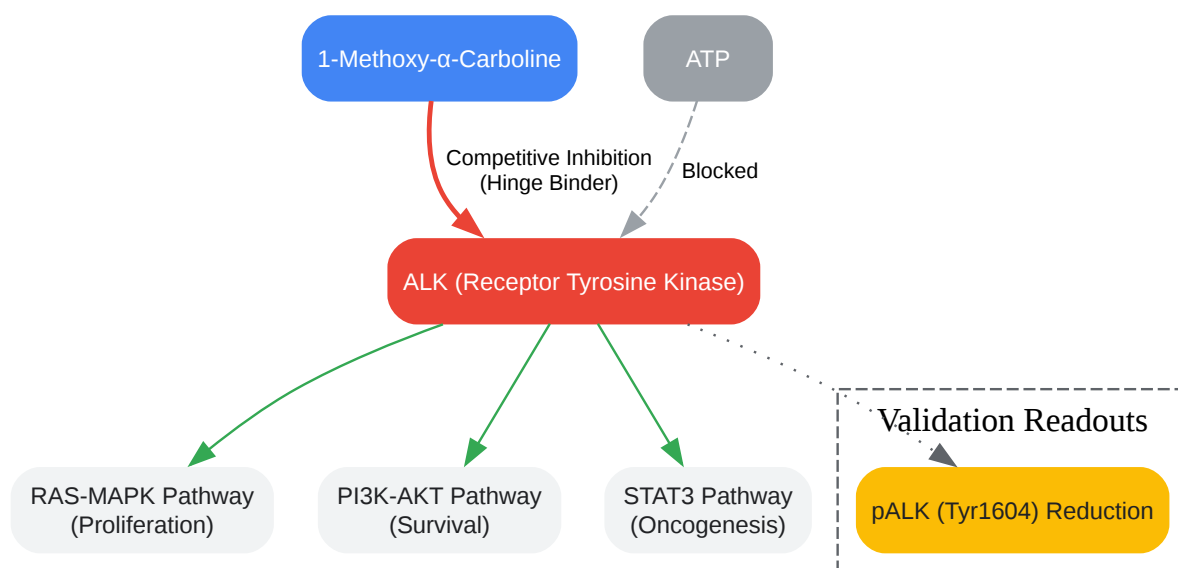 1-Methoxy-α-Carboline
ATP
Competitive Inhibition
(Hinge Binder)
Blocked
ALK (Receptor Tyrosine Kinase)
Validation Readouts
RAS-MAPK Pathway
(Proliferation)
PI3K-AKT Pathway
(Survival)
STAT3 Pathway
(Oncogenesis)
pALK (Tyr1604) Reduction